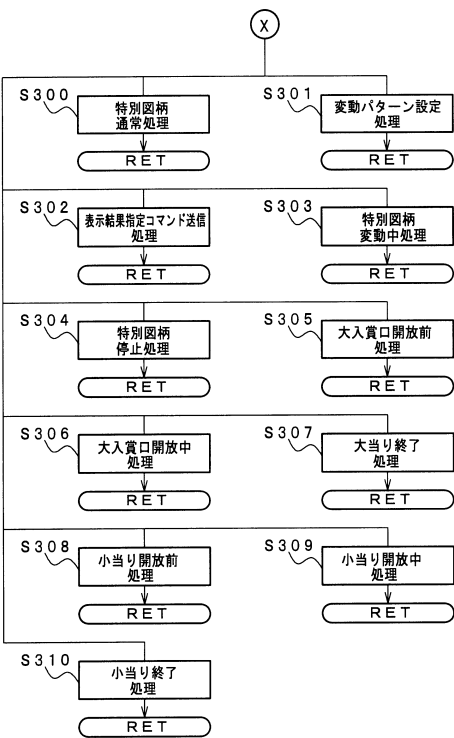 X
S300
特別図柄
通常処理
RET
S301
変動パターン設定
処理
RET
S302
表示結果指定コマンド送信
処理
RET
S303
特別図柄
変動中処理
RET
S304
特別図柄
停止処理
RET
S305
大入賞口開放前
処理
RET
S306
大入賞口開放中
処理
RET
S307
大当り終了
処理
RET
S308
小当り開放前
処理
RET
S309
小当り開放中
処理
RET
S310
小当り終了
処理
RET